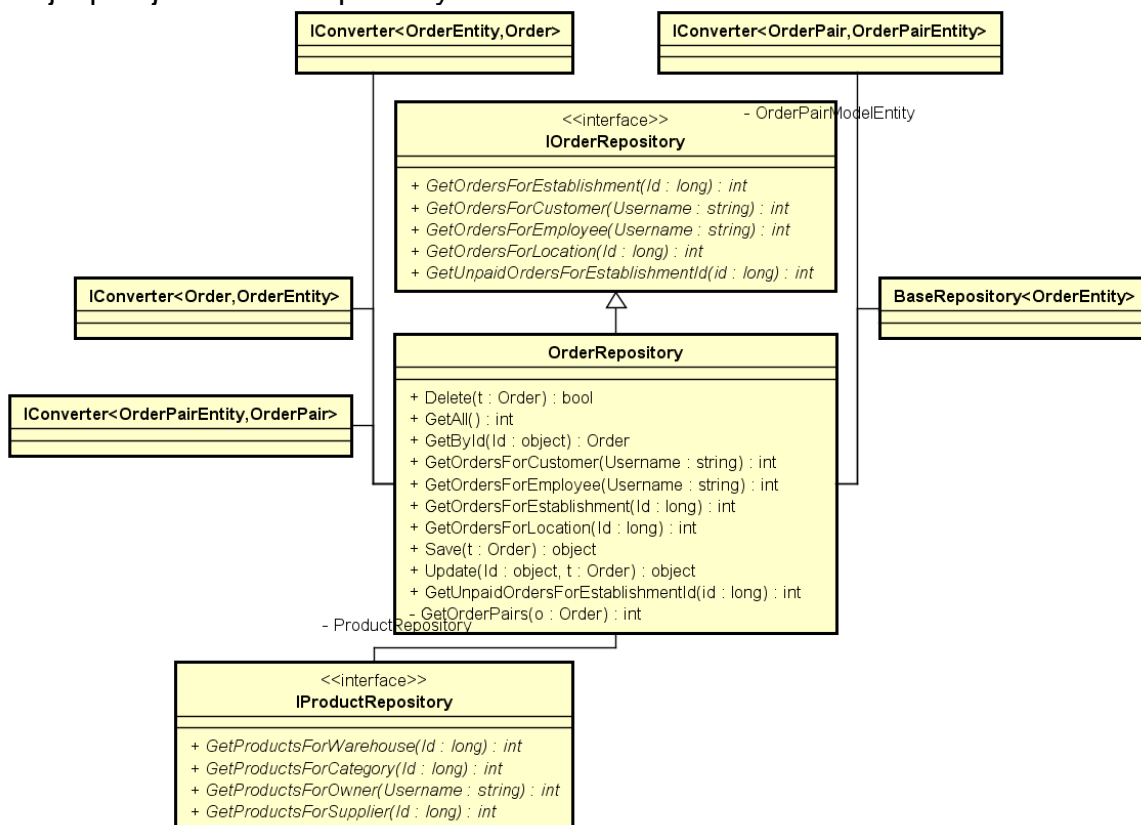 IConverter<OrderEntity,Order>
IConverter<OrderPair,OrderPairEntity>
- OrderPairModelEntity
<<interface>>
IOrderRepository
+ GetOrdersForEstablishment(Id : long) : int
+ GetOrdersForCustomer(Username : string) : int
+ GetOrdersForEmployee(Username : string) : int
+ GetOrdersForLocation(Id : long) : int
+ GetUnpaidOrdersForEstablishmentId(id : long) : int
IConverter<Order,OrderEntity>
BaseRepository<OrderEntity>
IConverter<OrderPairEntity,OrderPair>
OrderRepository
+ Delete(t : Order) : bool
+ GetAll() : int
+ GetById(Id : object) : Order
+ GetOrdersForCustomer(Username : string) : int
+ GetOrdersForEmployee(Username : string) : int
+ GetOrdersForEstablishment(Id : long) : int
+ GetOrdersForLocation(Id : long) : int
+ Save(t : Order) : object
+ Update(Id : object, t : Order) : object
+ GetUnpaidOrdersForEstablishmentId(id : long) : int
- GetOrderPairs(o : Order) : int
- ProductRepository
<<interface>>
IProductRepository
+ GetProductsForWarehouse(Id : long) : int
+ GetProductsForCategory(Id : long) : int
+ GetProductsForOwner(Username : string) : int
+ GetProductsForSupplier(Id : long) : int